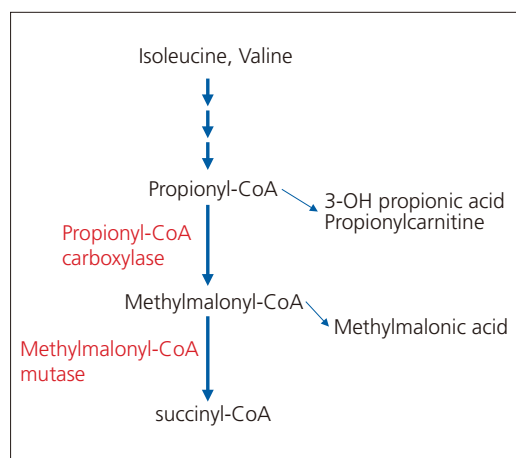 Isoleucine, Valine
Propionyl-CoA
3-OH propionic acid
Propionylcarnitine
Propionyl-CoA
carboxylase
Methylmalonyl-CoA
Methylmalonic acid
Methylmalonyl-CoA
mutase
succinyl-CoA